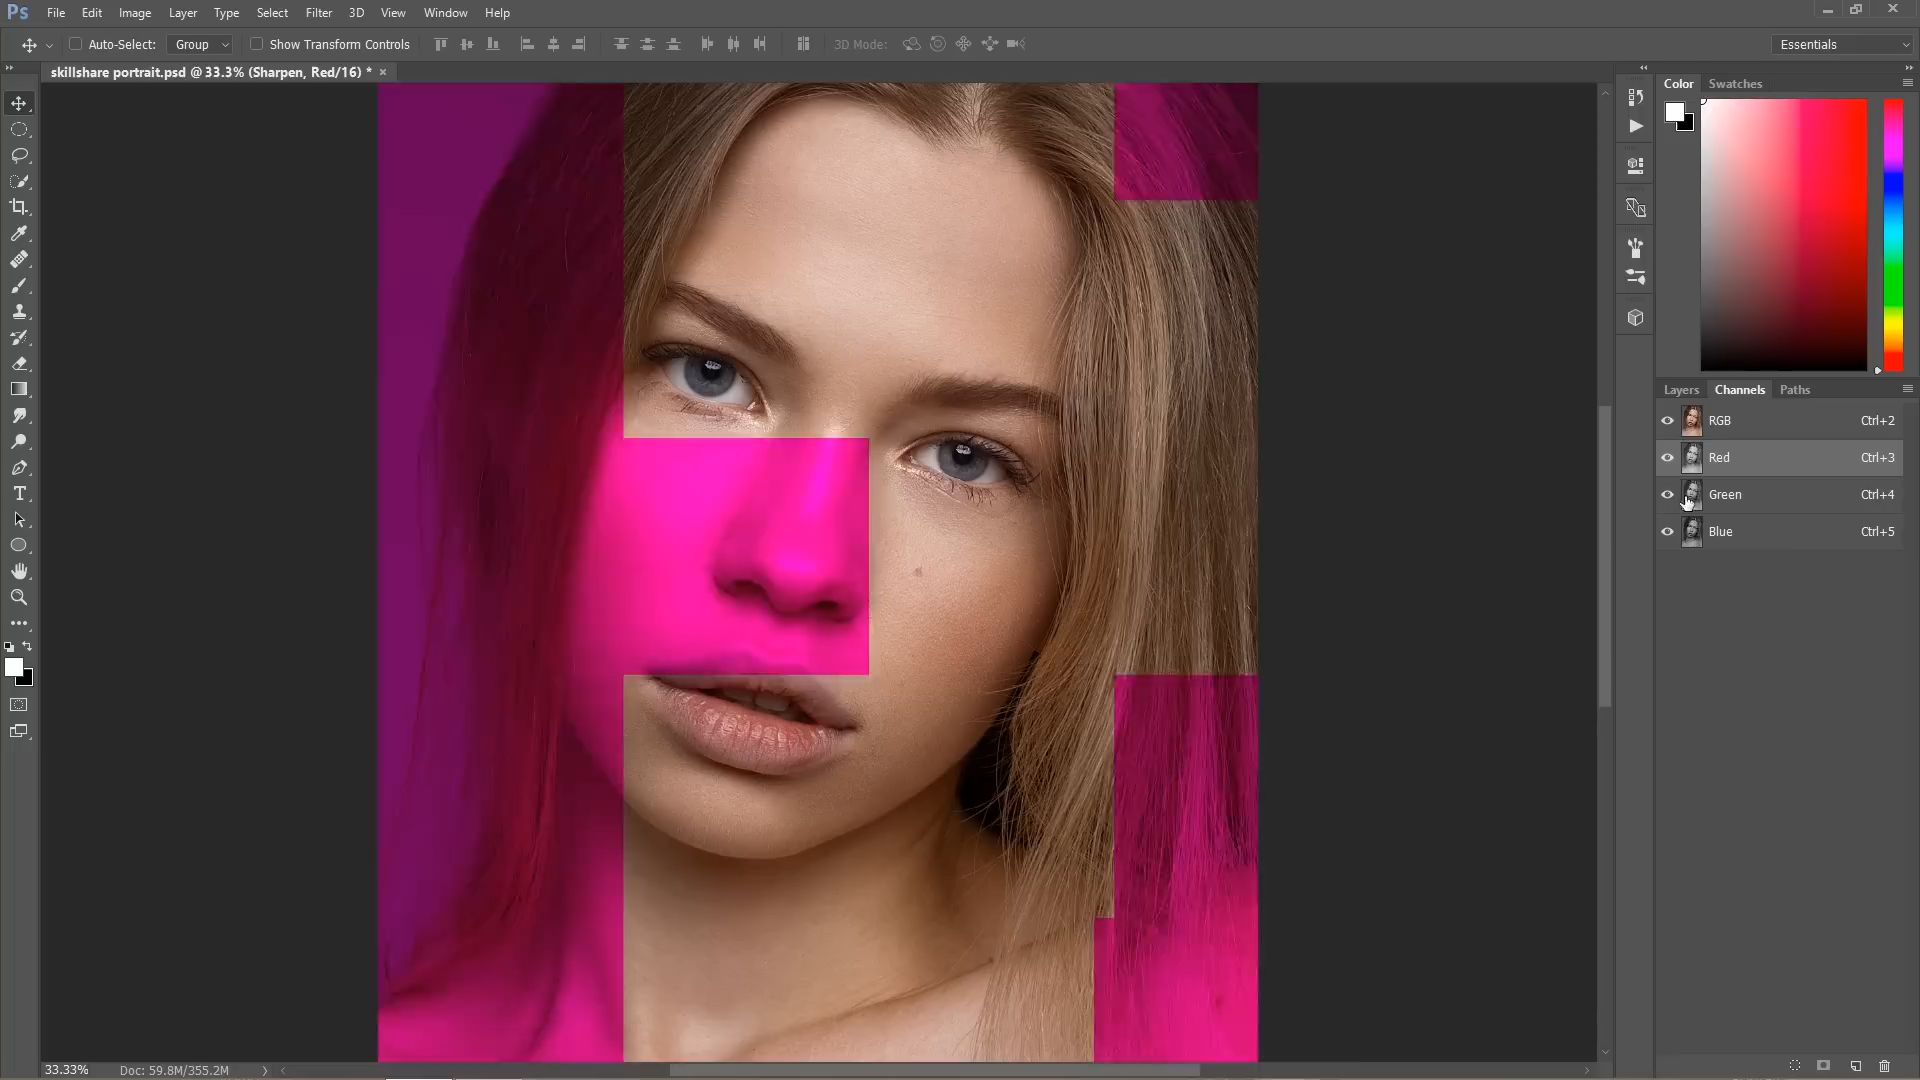 Ps File Edit Image Layer Type Select Filter 3D View Window Help
Auto-Select: Group Show Transform Controls 3D Mode: Essentials
skillshare portrait.psd @ 33.3% (Sharpen, Red/16) * ×
Color Swatches
Layers Channels Paths
RGB Ctrl+2
Red Ctrl+3
Green Ctrl+4
Blue Ctrl+5
33.33% Doc: 59.8M/355.2M